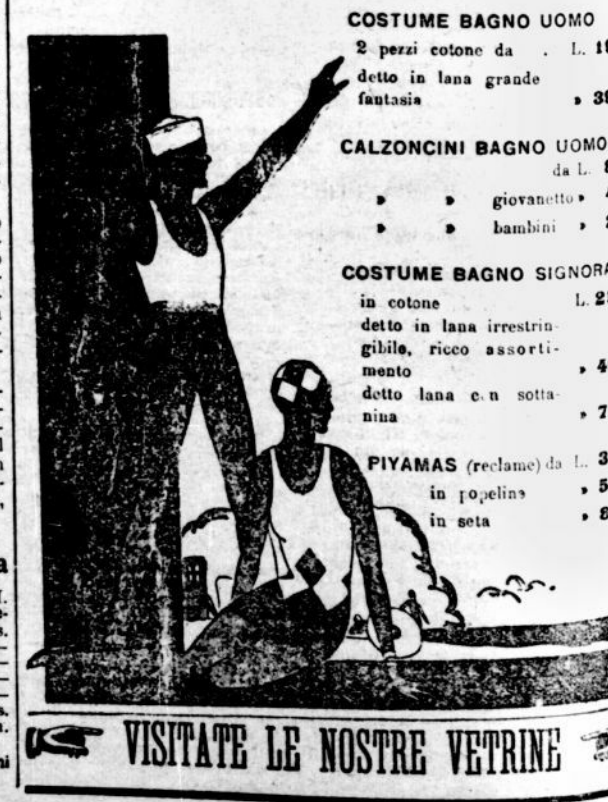 COSTUME BAGNO UOMO
2 pezzi cotone da . L.
detto in lana grande
fantasia »
CALZONCINI BAGNO UOMO
da L.
» » giovanetto »
» » bambini »
COSTUME BAGNO SIGNORA
in cotone L.
detto in lana irrestrin-
gibile, ricco assorti-
mento »
detto lana c n sotta-
nina »
PIYAMAS (reclame) da L.
in popeline »
in seta »
VISITATE LE NOSTRE VETRINE